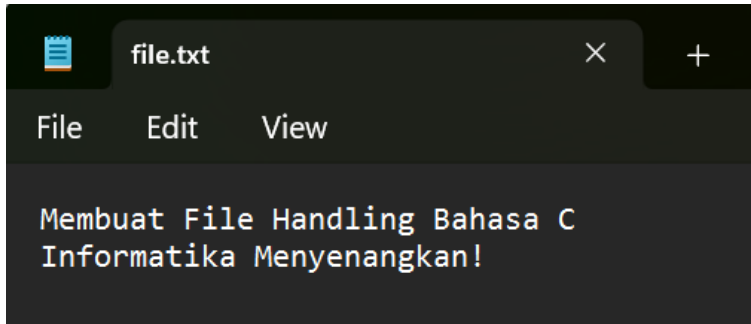 file.txt
File Edit View
Membuat File Handling Bahasa C
Informatika Menyenangkan!